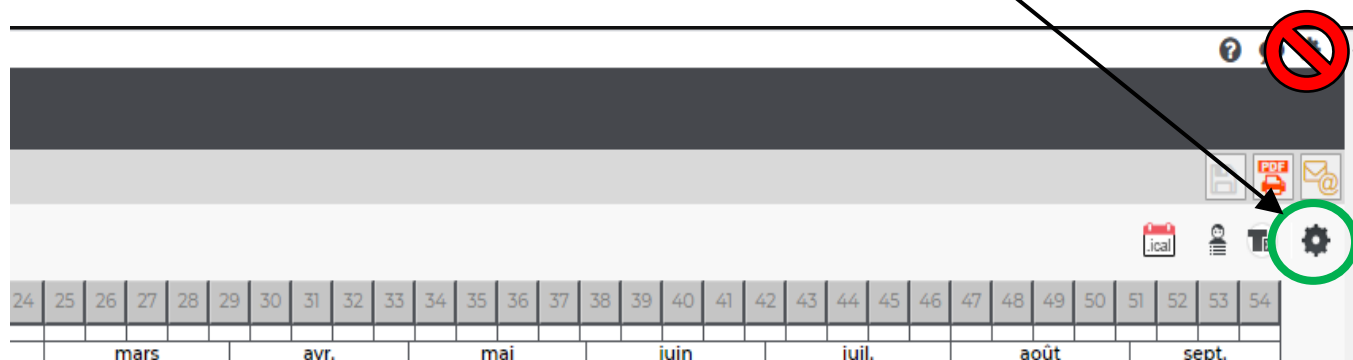 ?
PDF
@
.ical
24 25 26 27 28 29 30 31 32 33 34 35 36 37 38 39 40 41 42 43 44 45 46 47 48 49 50 51 52 53 54
mars avr. mai juin juil. août sept.